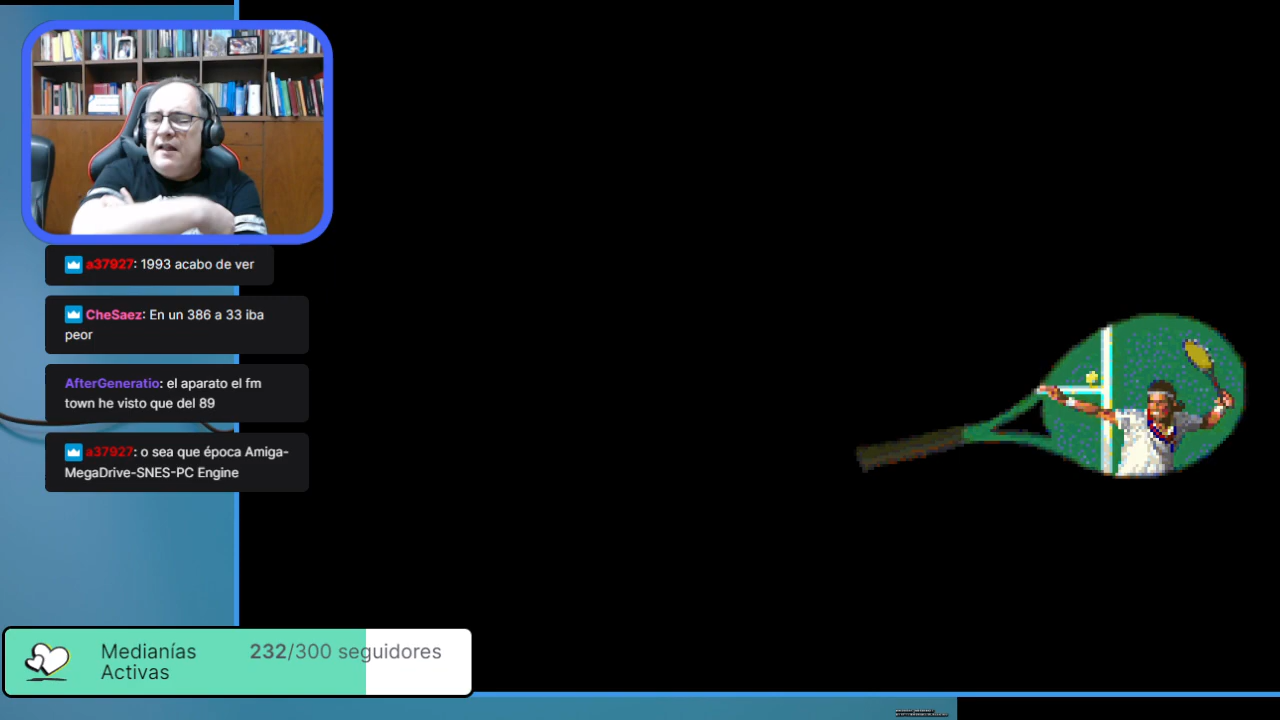 a37927: 1993 acabo de ver
CheSaez: En un 386 a 33 iba
peor
AfterGeneratio: el aparato el fm
town he visto que del 89
a37927: o sea que época Amiga-
MegaDrive-SNES-PC Engine
Medianías
Activas
232/300 seguidores